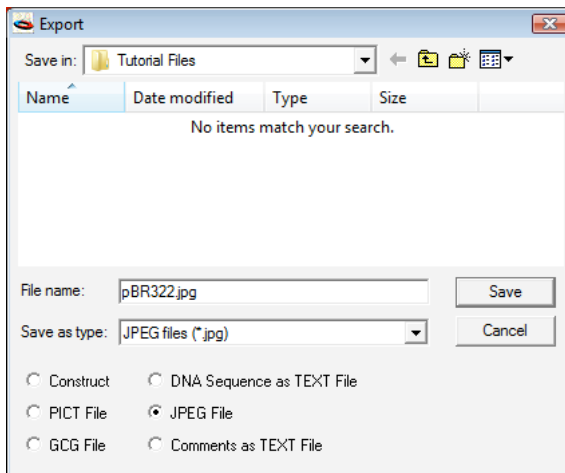 Export
Save in: Tutorial Files
Name Date modified Type Size
No items match your search.
File name: pBR322.jpg Save
Save as type: JPEG files (*.jpg) Cancel
Construct DNA Sequence as TEXT File
PICT File JPEG File
GCG File Comments as TEXT File